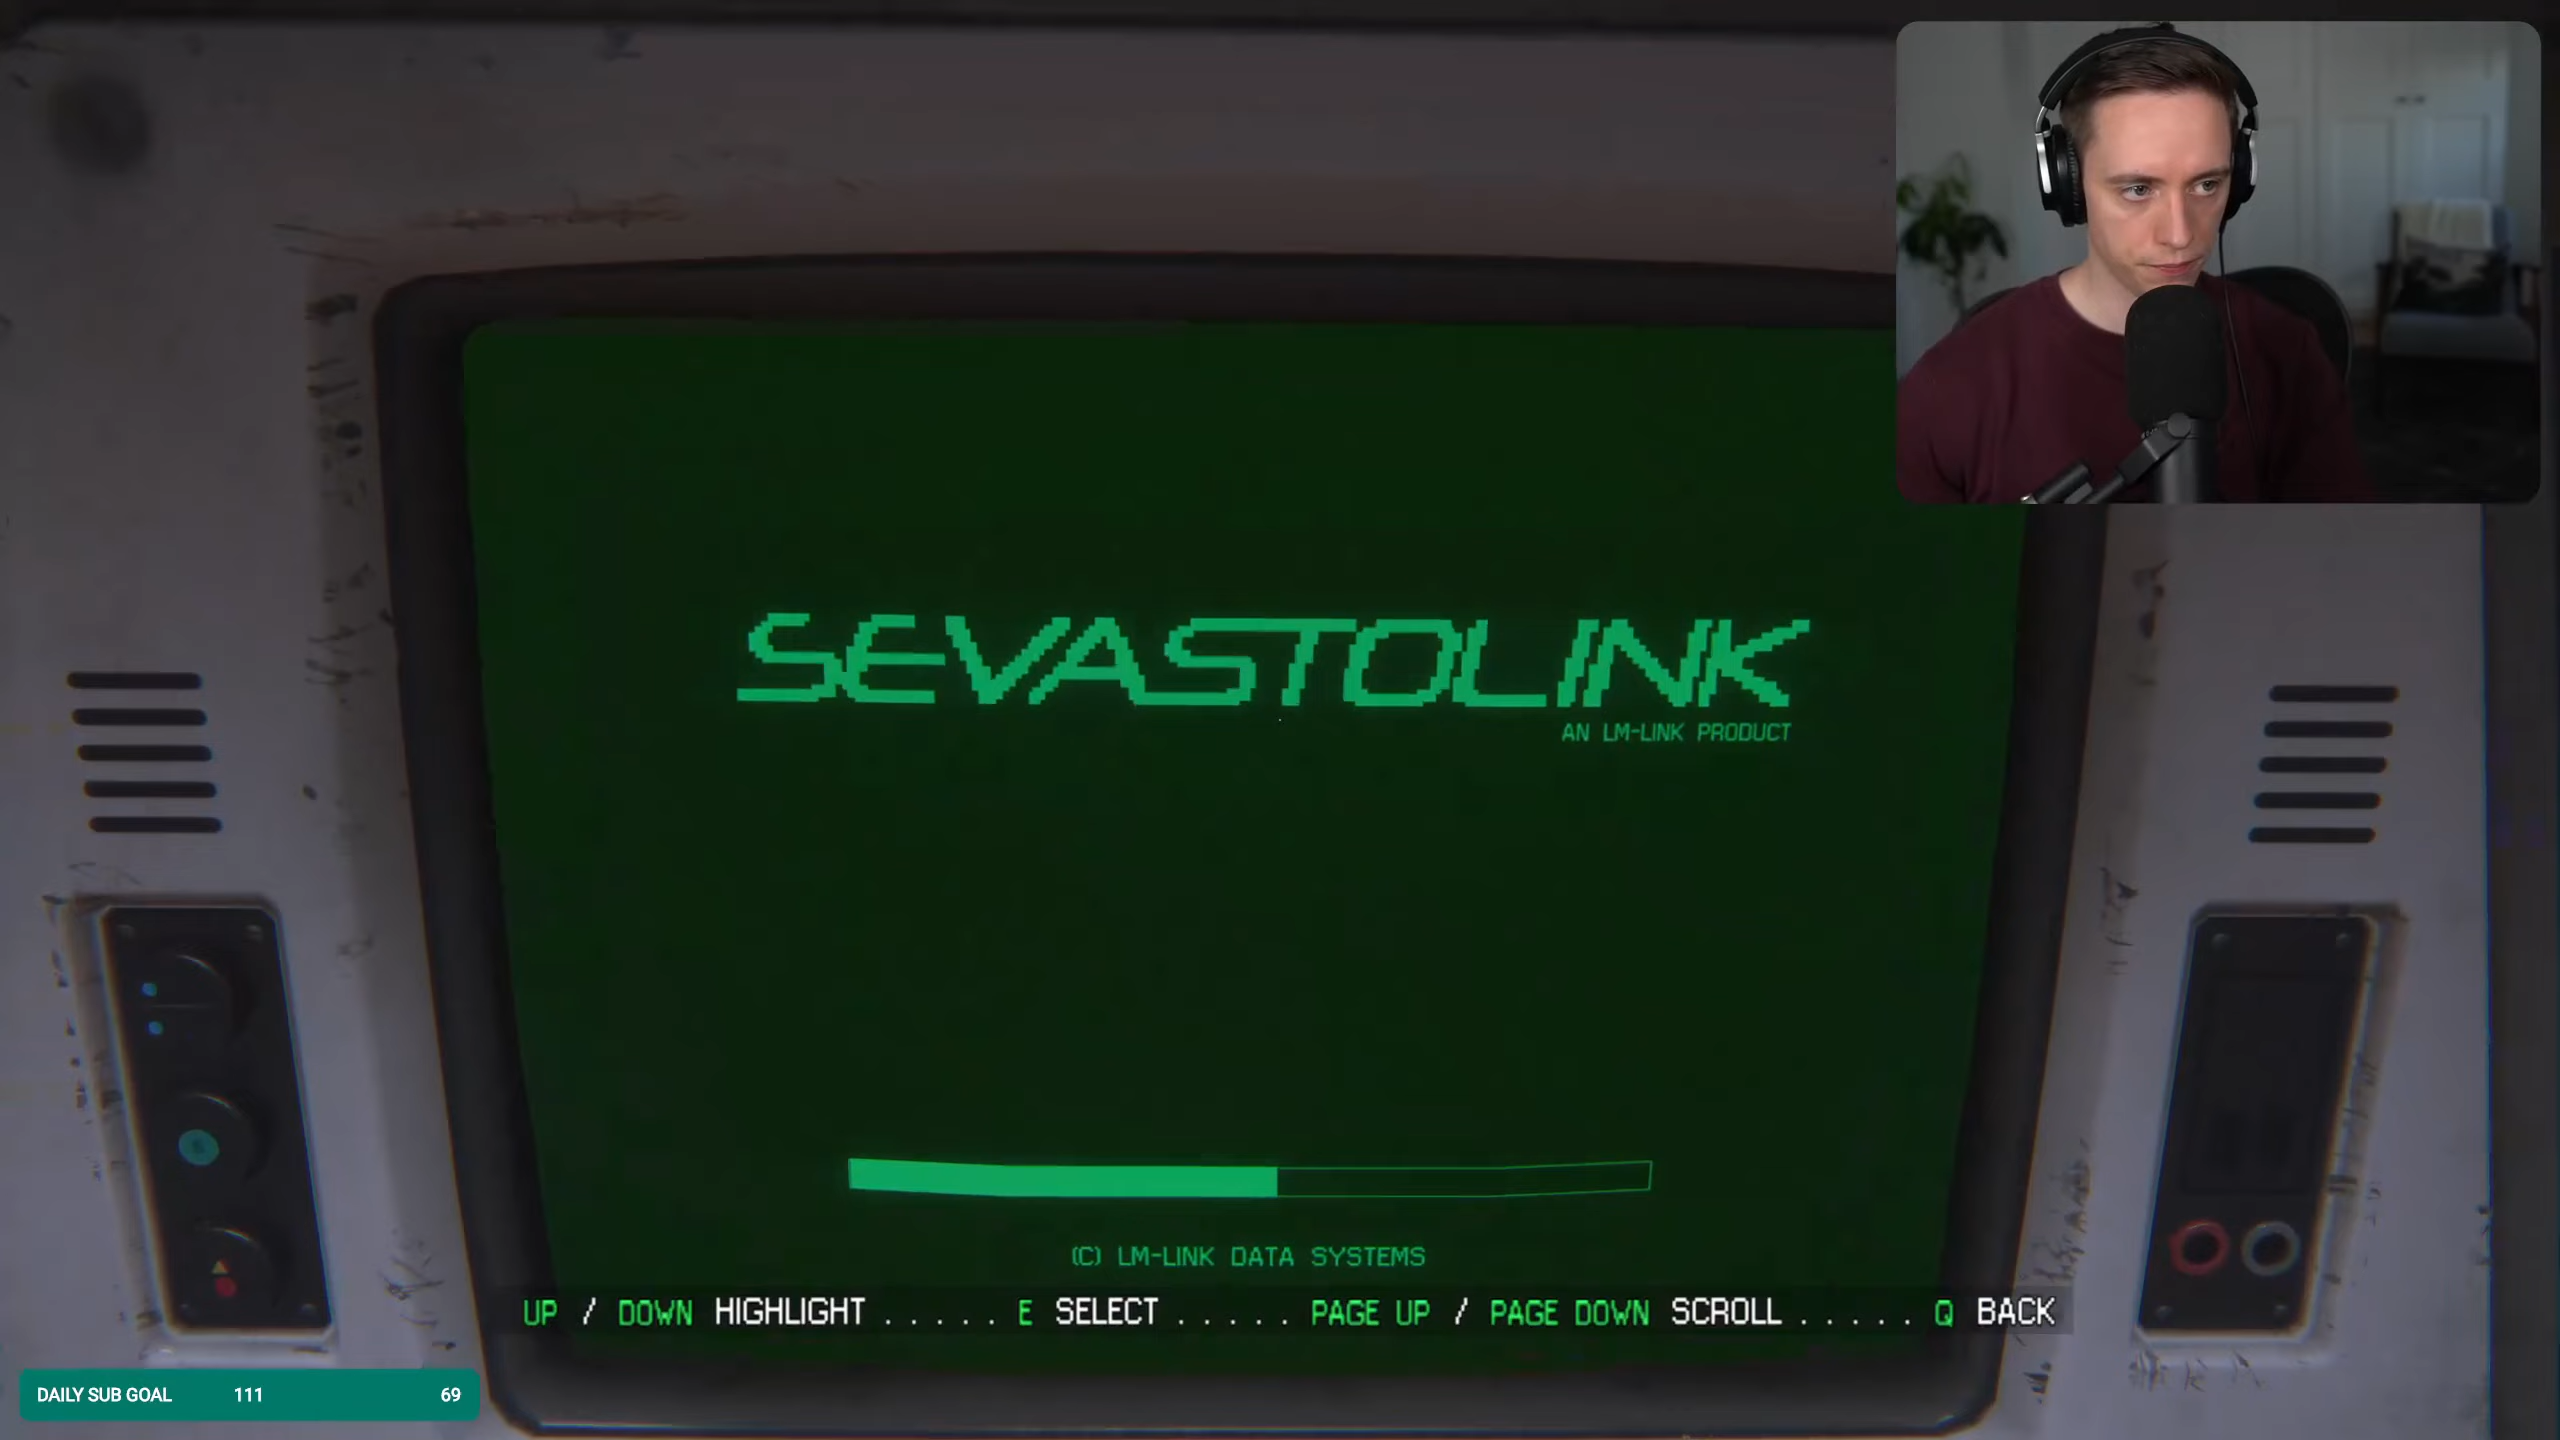 SEVASTOLINK
AN LM-LINK PRODUCT
(C) LM-LINK DATA SYSTEMS
UP / DOWN HIGHLIGHT ..... E SELECT ..... PAGE UP / PAGE DOWN SCROLL ..... Q BACK
DAILY SUB GOAL 111 69